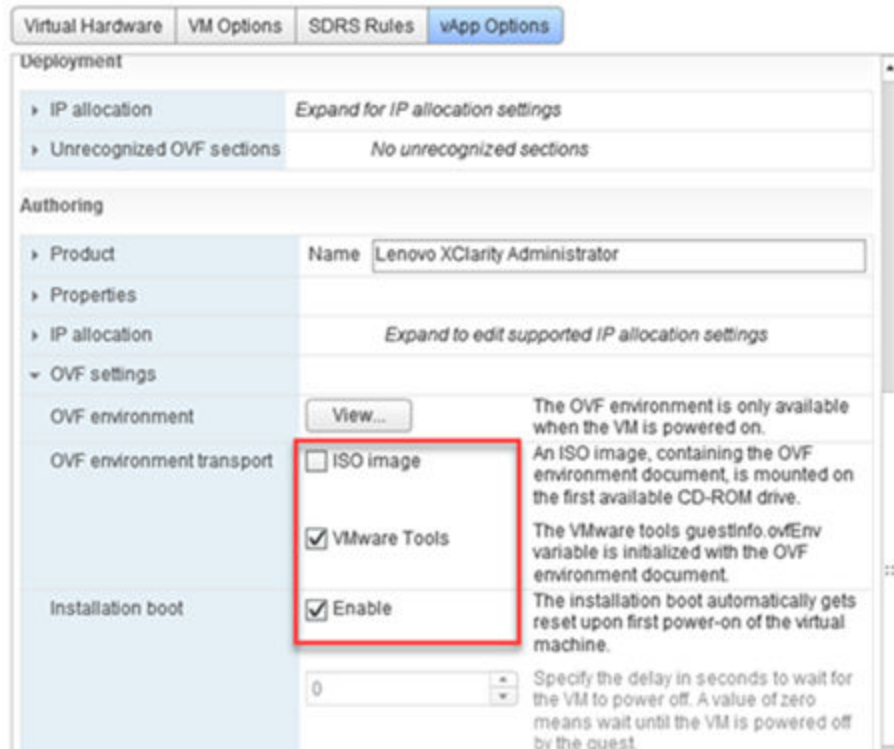 Virtual Hardware VM Options SDRS Rules vApp Options
Deployment
IP allocation Expand for IP allocation settings
Unrecognized OVF sections No unrecognized sections
Authoring
Product Name Lenovo XClarity Administrator
Properties
IP allocation Expand to edit supported IP allocation settings
OVF settings
OVF environment View... The OVF environment is only available
when the VM is powered on.
OVF environment transport ISO image An ISO image, containing the OVF
environment document, is mounted on
the first available CD-ROM drive.
VMware Tools The VMware tools guestInfo.ovfEnv
variable is initialized with the OVF
environment document.
Installation boot Enable The installation boot automatically gets
reset upon first power-on of the virtual
machine.
0 Specify the delay in seconds to wait for
the VM to power off. A value of zero
means wait until the VM is powered off
by the guest.